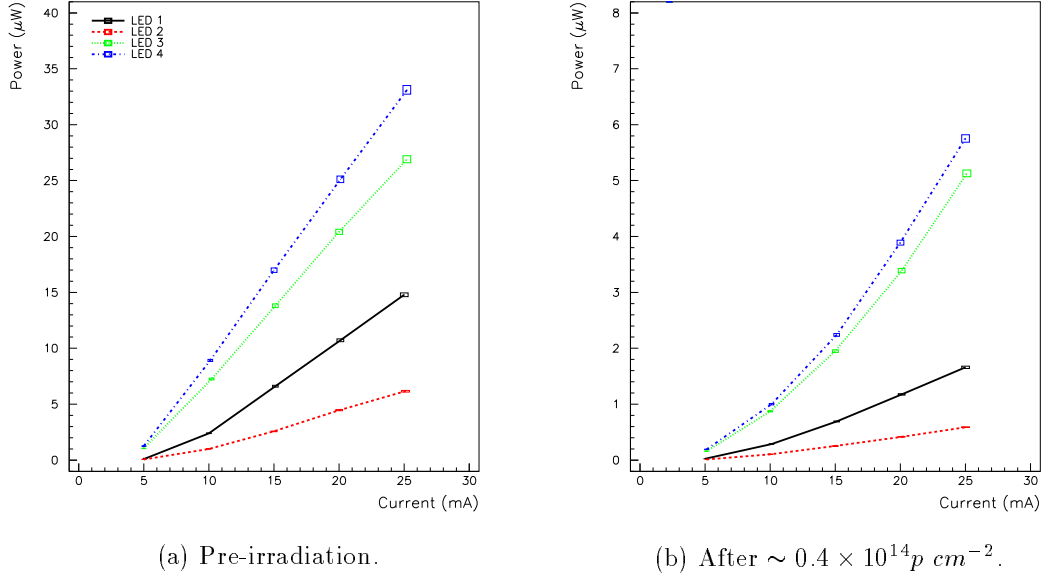 Power (μW)
40
35
30
25
20
15
10
5
0
LED 1
LED 2
LED 3
LED 4
0 5 10 15 20 25 30
Current (mA)
(a) Pre-irradiation.
Power (μW)
8
7
6
5
4
3
2
1
0
0 5 10 15 20 25 30
Current (mA)
(b) After ∼ 0.4 × 10¹⁴p cm⁻².